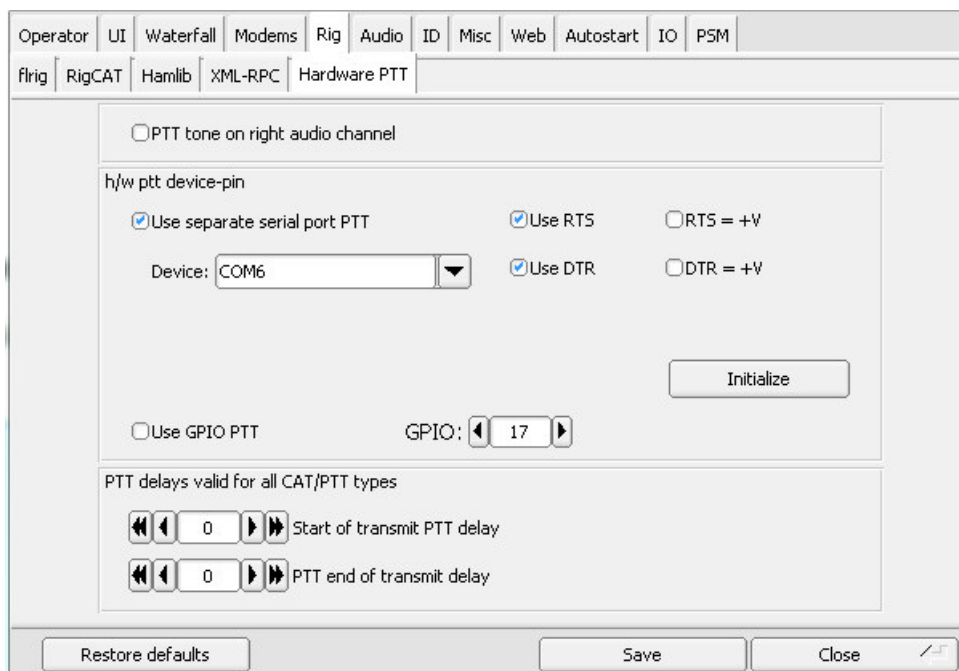 Operator UI Waterfall Modems Rig Audio ID Misc Web Autostart IO PSM
flrig RigCAT Hamlib XML-RPC Hardware PTT
PTT tone on right audio channel
h/w ptt device-pin
Use separate serial port PTT Use RTS RTS = +V
Device: COM6 Use DTR DTR = +V
Initialize
Use GPIO PTT GPIO: 17
PTT delays valid for all CAT/PTT types
0 Start of transmit PTT delay
0 PTT end of transmit delay
Restore defaults Save Close